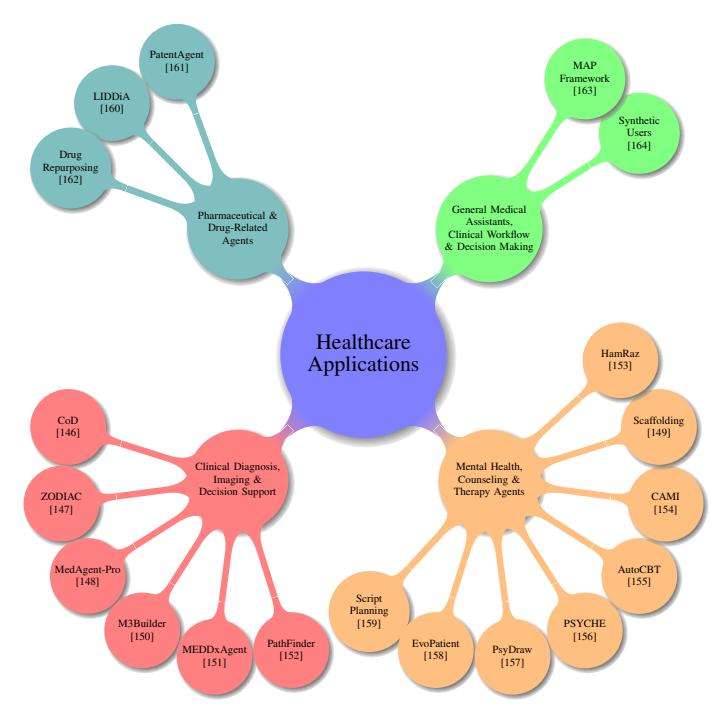 PatentAgent
[161]
LIDDiA
[160]
Drug
Repurposing
[162]
Pharmaceutical &
Drug-Related
Agents
MAP
Framework
[163]
Synthetic
Users
[164]
General Medical
Assistants,
Clinical Workflow
& Decision Making
Healthcare
Applications
CoD
[146]
ZODIAC
[147]
MedAgent-Pro
[148]
M3Builder
[150]
MEDDxAgent
[151]
PathFinder
[152]
Clinical Diagnosis,
Imaging &
Decision Support
HamRaz
[153]
Scaffolding
[149]
CAMI
[154]
AutoCBT
[155]
PSYCHE
[156]
PsyDraw
[157]
EvoPatient
[158]
Script
Planning
[159]
Mental Health,
Counseling &
Therapy Agents